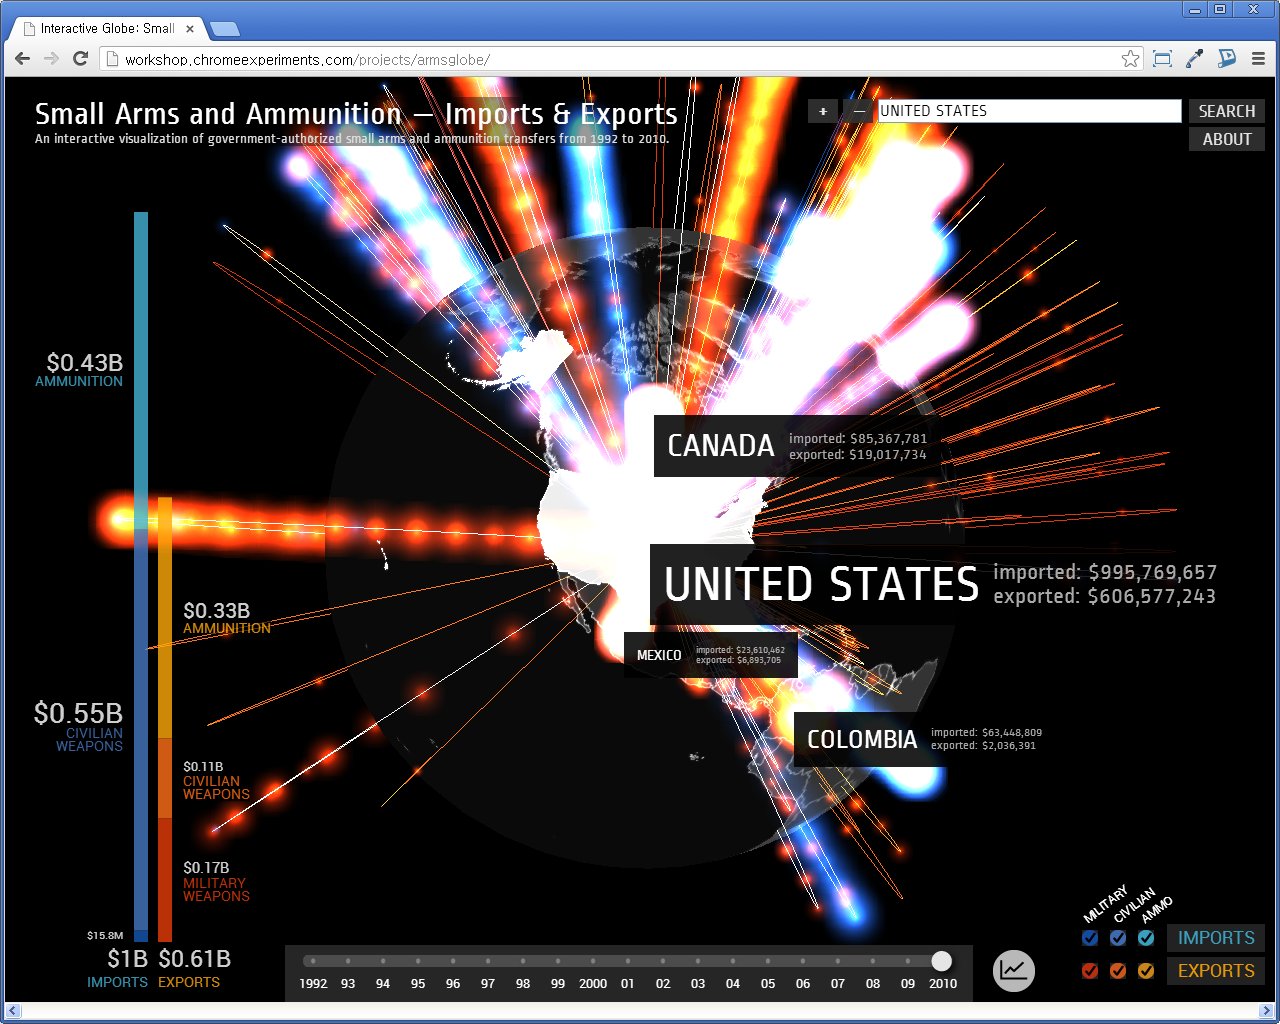 Interactive Globe: Small
workshop.chromeexperiments.com/projects/armsglobe/
Small Arms and Ammunition — Imports & Exports
An interactive visualization of government-authorized small arms and ammunition transfers from 1992 to 2010.
+
—
UNITED STATES
SEARCH
ABOUT
$0.43B
AMMUNITION
CANADA
imported: $85,367,781
exported: $19,017,734
UNITED STATES
imported: $995,769,657
exported: $606,577,243
$0.33B
AMMUNITION
MEXICO
imported: $23,610,462
exported: $6,893,705
$0.55B
CIVILIAN
WEAPONS
COLOMBIA
imported: $63,448,809
exported: $2,036,391
$0.11B
CIVILIAN
WEAPONS
$0.17B
MILITARY
WEAPONS
$15.8M
$1B
IMPORTS
$0.61B
EXPORTS
1992 93 94 95 96 97 98 99 2000 01 02 03 04 05 06 07 08 09 2010
MILITARY
CIVILIAN
AMMO
IMPORTS
EXPORTS